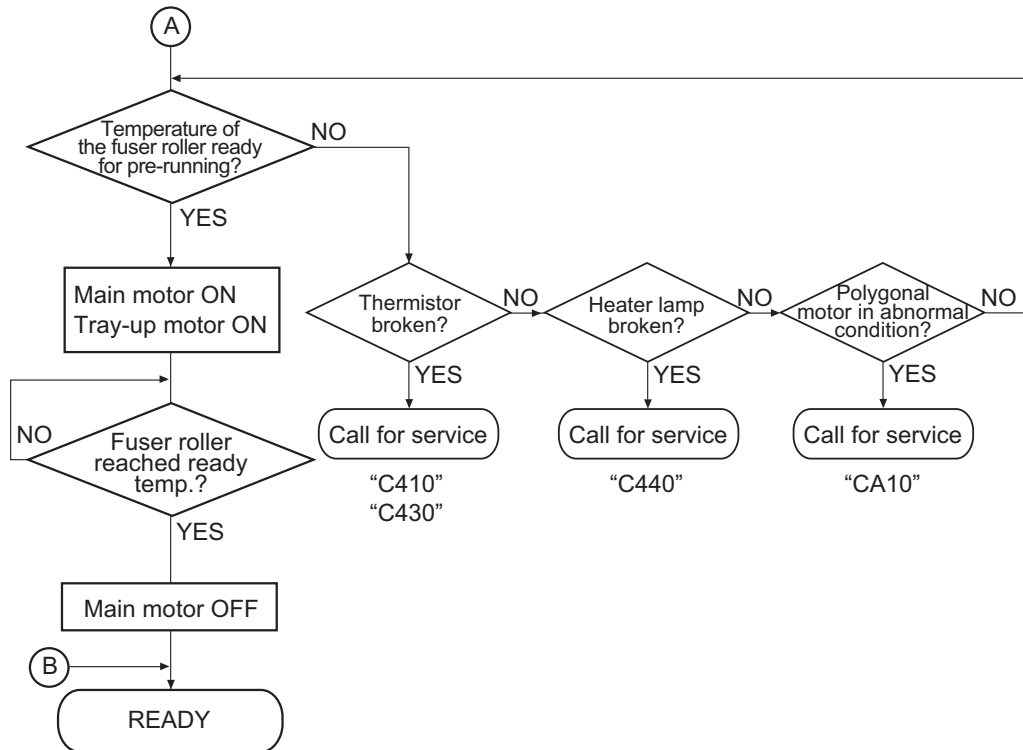 A
Temperature of
the fuser roller ready
for pre-running?
NO
YES
Main motor ON
Tray-up motor ON
Thermistor
broken?
NO
YES
Heater lamp
broken?
NO
YES
Polygonal
motor in abnormal
condition?
NO
YES
NO
Fuser roller
reached ready
temp.?
YES
Call for service
“C410”
“C430”
Call for service
“C440”
Call for service
“CA10”
Main motor OFF
B
READY